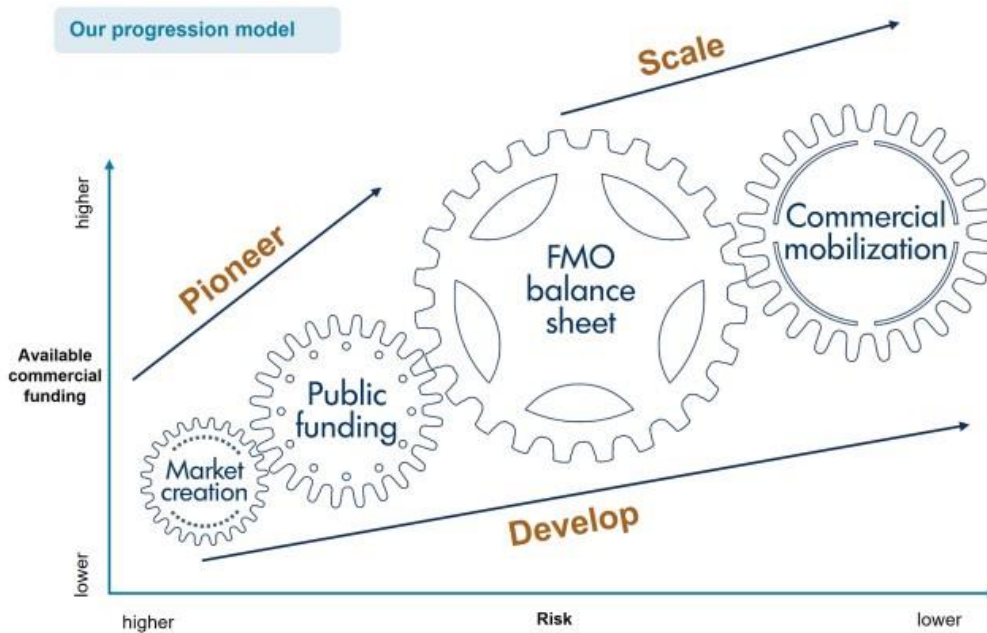 Our progression model
Scale
higher
Pioneer
Commercial
mobilization
FMO
balance
sheet
Available
commercial
funding
Public
funding
Market
creation
Develop
lower
higher
Risk
lower